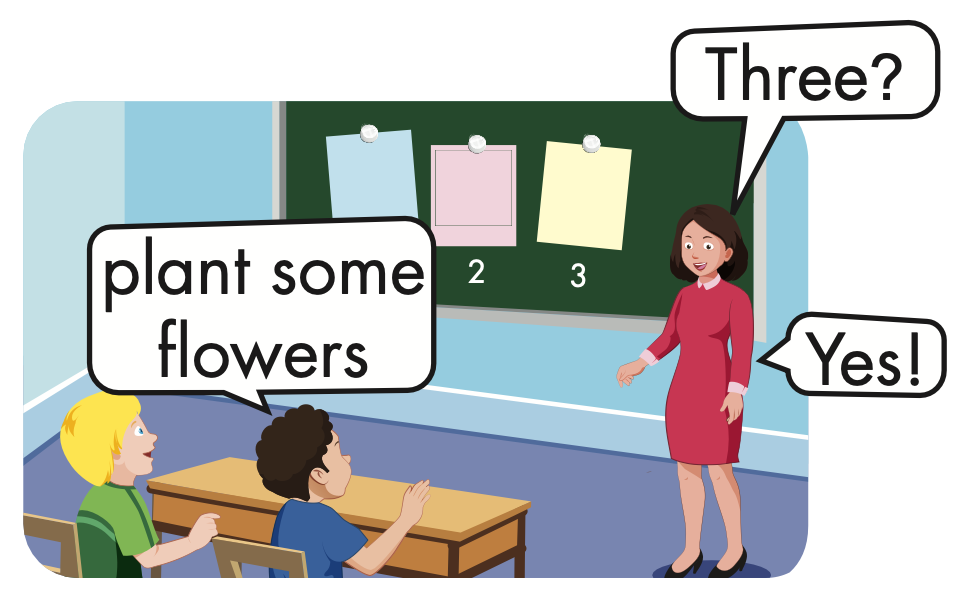 Three?
plant some
flowers
2
3
Yes!